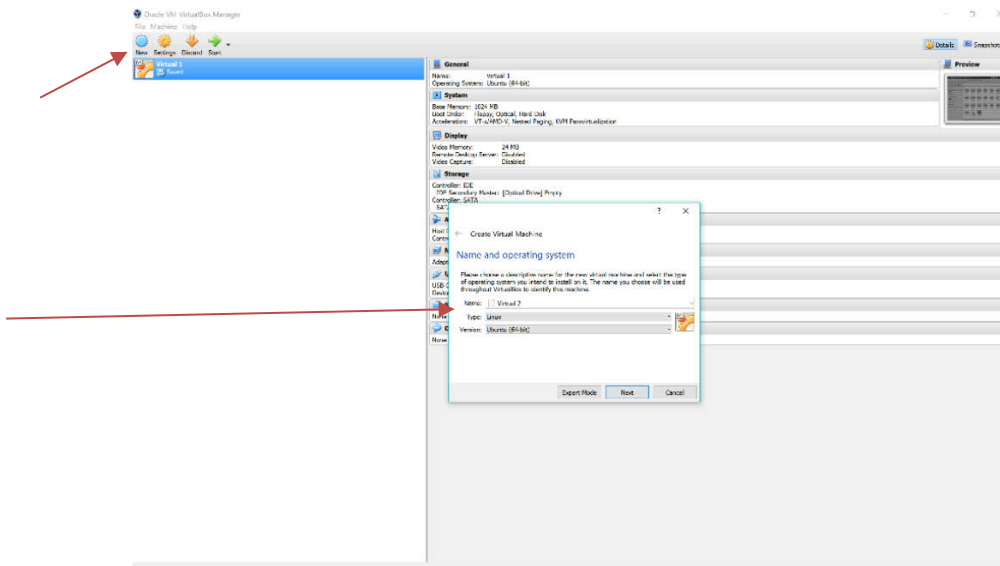 Oracle VM VirtualBox Manager
File Machine Help
New Settings Discard Start
Details Snapshots
Virtual 1
Saved
General
Name: Virtual 1
Operating System: Ubuntu (64-bit)
Preview
System
Base Memory: 1024 MB
Boot Order: Floppy, Optical, Hard Disk
Acceleration: VT-x/AMD-V, Nested Paging, KVM Paravirtualization
Display
Video Memory: 24 MB
Remote Desktop Server: Disabled
Video Capture: Disabled
Storage
Controller: IDE
IDE Secondary Master: [Optical Drive] Empty
Controller: SATA
SATA
Host
Adapt
USB
None
None
? X
Create Virtual Machine
Name and operating system
Please choose a descriptive name for the new virtual machine and select the type
of operating system you intend to install on it. The name you choose will be used
throughout VirtualBox to identify this machine.
Name: Virtual 2
Type: Linux
Version: Ubuntu (64-bit)
Expert Mode Next Cancel